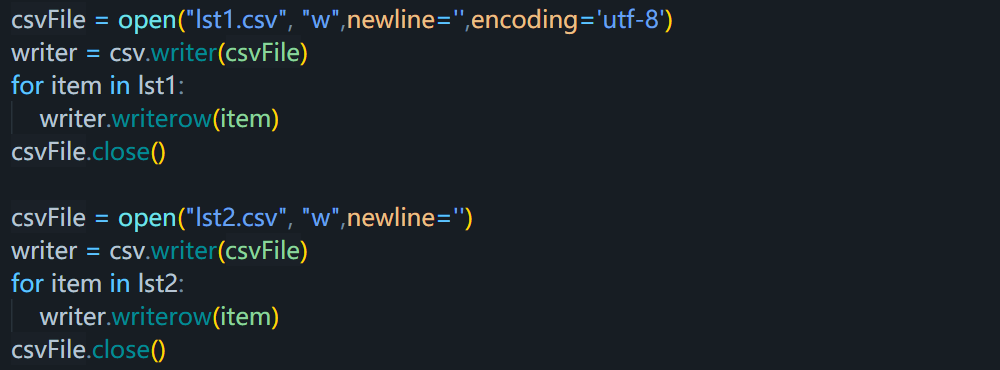 csvFile = open("lst1.csv", "w",newline='',encoding='utf-8')
writer = csv.writer(csvFile)
for item in lst1:
    writer.writerow(item)
csvFile.close()

csvFile = open("lst2.csv", "w",newline='')
writer = csv.writer(csvFile)
for item in lst2:
    writer.writerow(item)
csvFile.close()